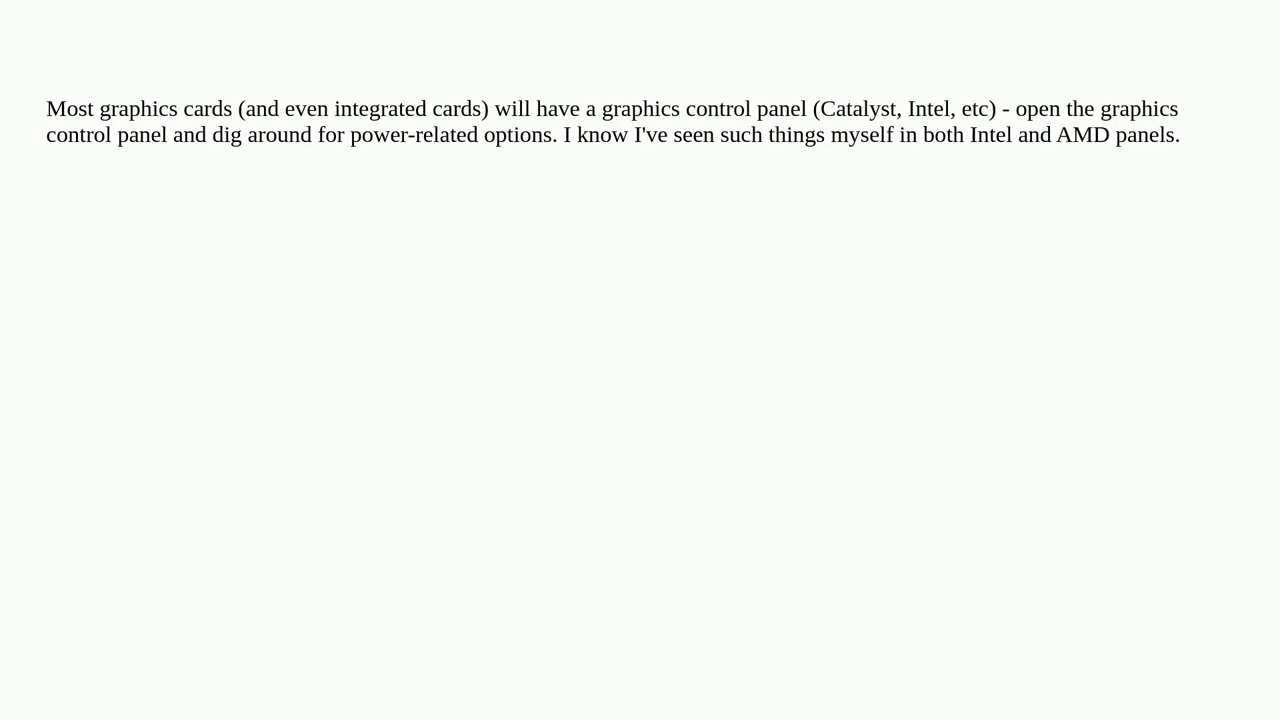 Most graphics cards (and even integrated cards) will have a graphics control panel (Catalyst, Intel, etc) - open the graphics
control panel and dig around for power-related options. I know I've seen such things myself in both Intel and AMD panels.